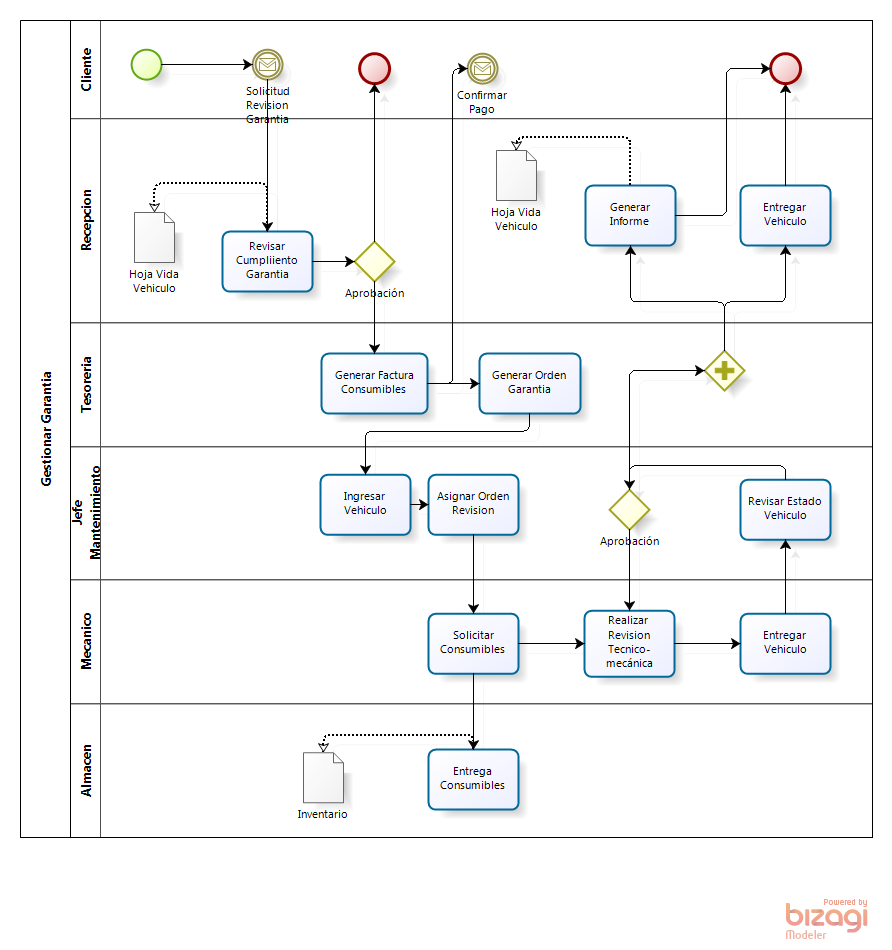 Gestionar Garantia
Cliente
Solicitud
Revision
Garantia
Confirmar
Pago
Recepcion
Hoja Vida
Vehiculo
Revisar
Cumpliiento
Garantia
Aprobación
Hoja Vida
Vehiculo
Generar
Informe
Entregar
Vehiculo
Tesoreria
Generar Factura
Consumibles
Generar Orden
Garantia
Jefe
Mantenimiento
Ingresar
Vehiculo
Asignar Orden
Revision
Aprobación
Revisar Estado
Vehiculo
Mecanico
Solicitar
Consumibles
Realizar
Revision
Tecnico-
mecánica
Entregar
Vehiculo
Almacen
Inventario
Entrega
Consumibles
Powered by
bizagi
Modeler